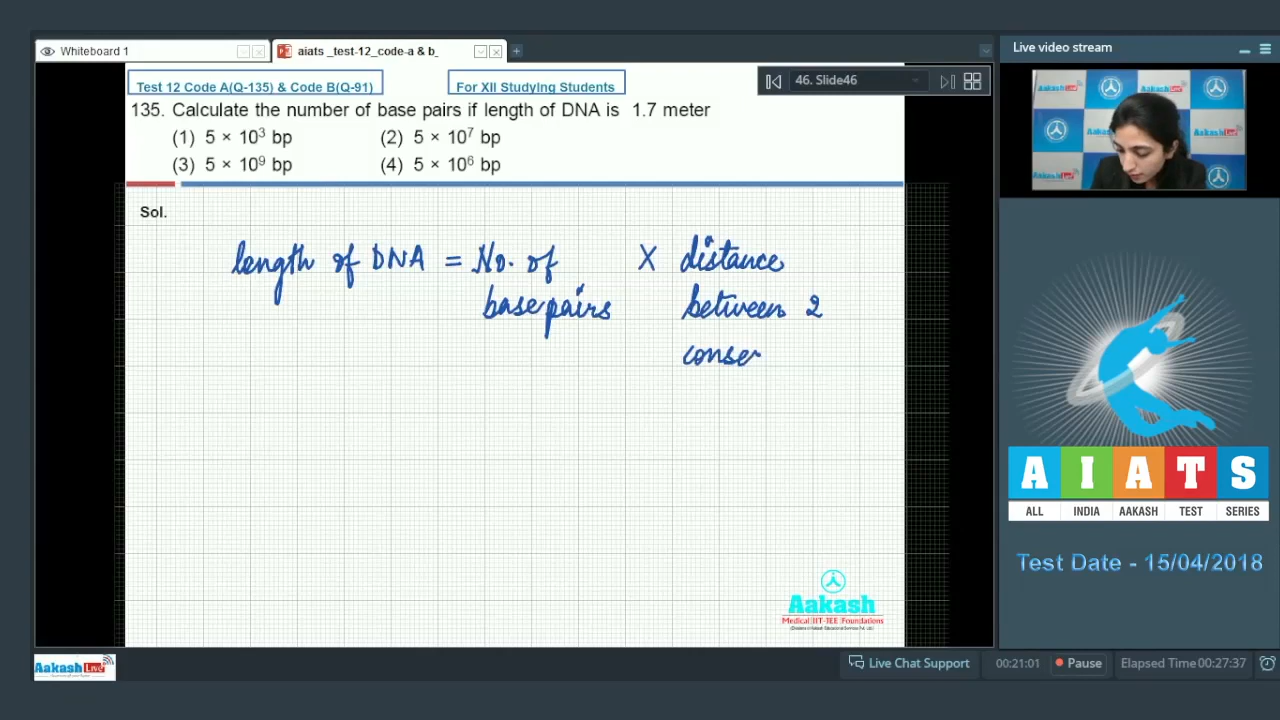 Whiteboard 1
aiats _test-12_code-a & b_
Live video stream
Test 12 Code A(Q-135) & Code B(Q-91)
For XII Studying Students
46. Slide46
135. Calculate the number of base pairs if length of DNA is 1.7 meter
(1) 5 × 10³ bp (2) 5 × 10⁷ bp
(3) 5 × 10⁹ bp (4) 5 × 10⁶ bp
Sol.
length of DNA = No. of X distance
base pairs between 2
conse
AIATS
ALL INDIA AAKASH TEST SERIES
Test Date - 15/04/2018
Aakash
Medical|IIT-JEE|Foundations
Aakash Live
Live Chat Support
00:21:01
Pause
Elapsed Time 00:27:37